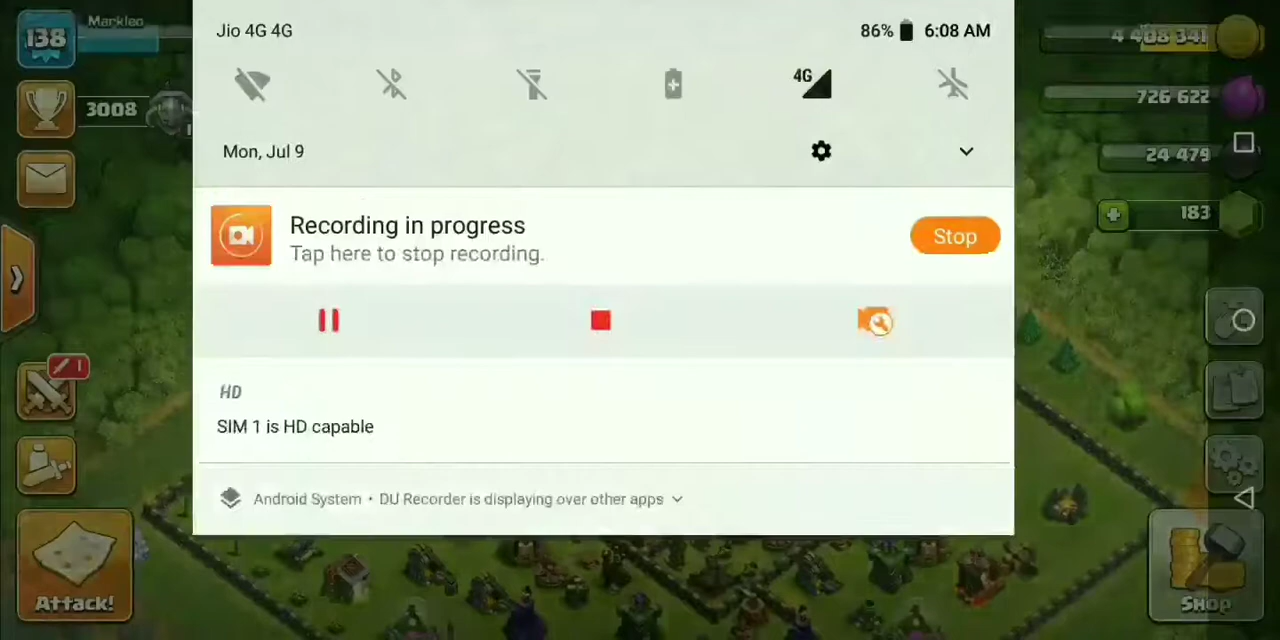 138
Markleo
3008
Jio 4G 4G
86%
6:08 AM
4G
Mon, Jul 9
4 408 341
726 622
24 479
183
Recording in progress
Tap here to stop recording.
Stop
HD
SIM 1 is HD capable
Android System • DU Recorder is displaying over other apps
1
Attack!
Shop